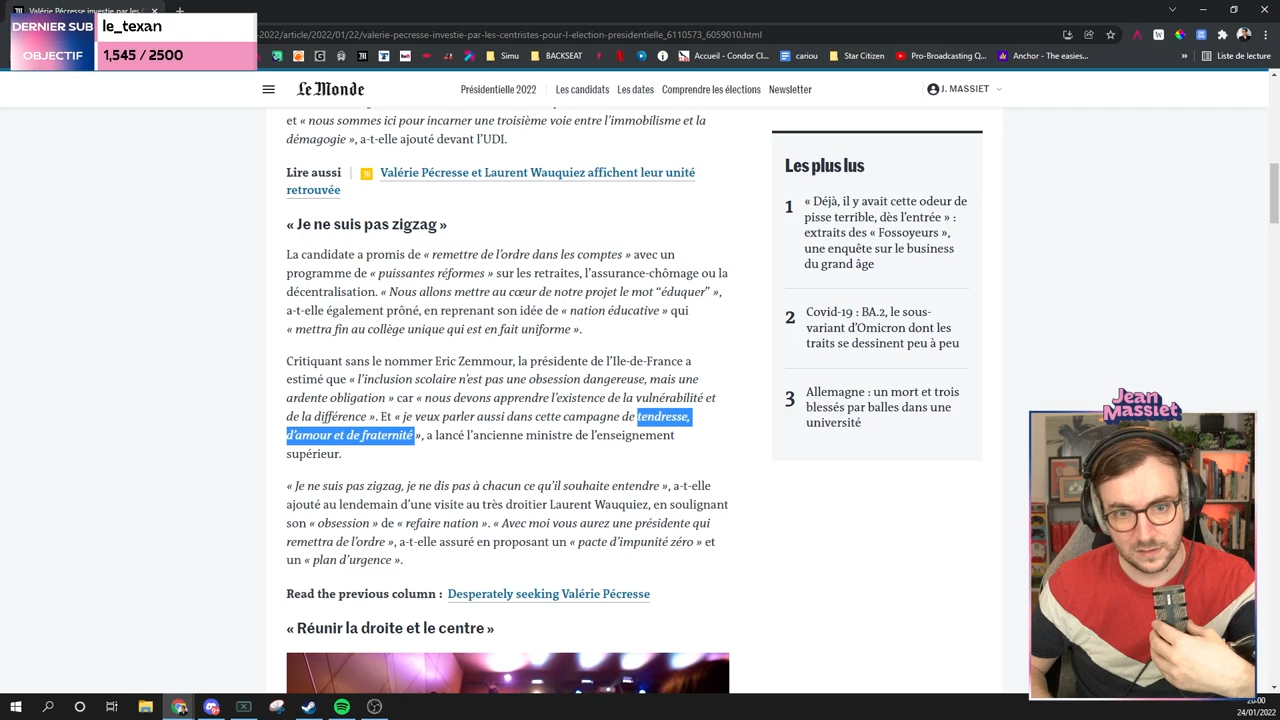 Valérie Pécresse investie par les
DERNIER SUB
le_texan
OBJECTIF
1,545 / 2500
-2022/article/2022/01/22/valerie-pecresse-investie-par-les-centristes-pour-l-election-presidentielle_6110573_6059010.html
Simu
BACKSEAT
Accueil - Condor Cl...
cariou
Star Citizen
Pro-Broadcasting Q...
Anchor - The easies...
»
Liste de lecture
Le Monde
Présidentielle 2022
Les candidats
Les dates
Comprendre les élections
Newsletter
J. MASSIET
et « nous sommes ici pour incarner une troisième voie entre l'immobilisme et la
démagogie », a-t-elle ajouté devant l'UDI.
Lire aussi | Valérie Pécresse et Laurent Wauquiez affichent leur unité
retrouvée
« Je ne suis pas zigzag »
La candidate a promis de « remettre de l'ordre dans les comptes » avec un
programme de « puissantes réformes » sur les retraites, l'assurance-chômage ou la
décentralisation. « Nous allons mettre au cœur de notre projet le mot “éduquer” »,
a-t-elle également prôné, en reprenant son idée de « nation éducative » qui
« mettra fin au collège unique qui est en fait uniforme ».
Critiquant sans le nommer Eric Zemmour, la présidente de l'Ile-de-France a
estimé que « l'inclusion scolaire n'est pas une obsession dangereuse, mais une
ardente obligation » car « nous devons apprendre l'existence de la vulnérabilité et
de la différence ». Et « je veux parler aussi dans cette campagne de tendresse,
d'amour et de fraternité », a lancé l'ancienne ministre de l'enseignement
supérieur.
« Je ne suis pas zigzag, je ne dis pas à chacun ce qu'il souhaite entendre », a-t-elle
ajouté au lendemain d'une visite au très droitier Laurent Wauquiez, en soulignant
son « obsession » de « refaire nation ». « Avec moi vous aurez une présidente qui
remettra de l'ordre », a-t-elle assuré en proposant un « pacte d'impunité zéro » et
un « plan d'urgence ».
Read the previous column : Desperately seeking Valérie Pécresse
« Réunir la droite et le centre »
Les plus lus
1 « Déjà, il y avait cette odeur de
pisse terrible, dès l'entrée » :
extraits des « Fossoyeurs »,
une enquête sur le business
du grand âge
2 Covid-19 : BA.2, le sous-
variant d'Omicron dont les
traits se dessinent peu à peu
3 Allemagne : un mort et trois
blessés par balles dans une
université
Jean
Massiet
24/01/2022